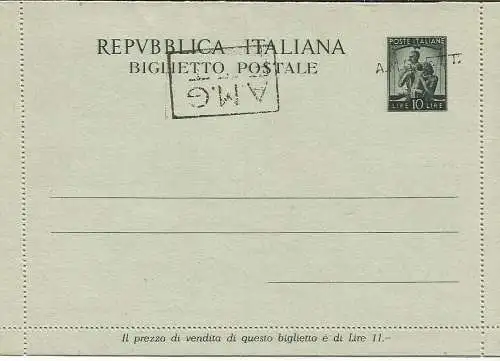 REPVBBLICA ITALIANA
BIGLIETTO POSTALE
A.M.G
POSTE ITALIANE
LIRE 10 LIRE
Il prezzo di vendita di questo biglietto è di Lire 11.-